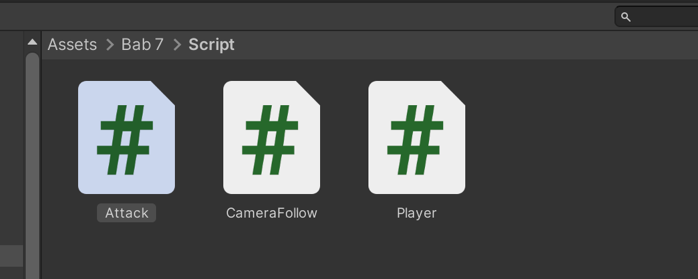 Assets > Bab 7 > Script
# # #
Attack CameraFollow Player